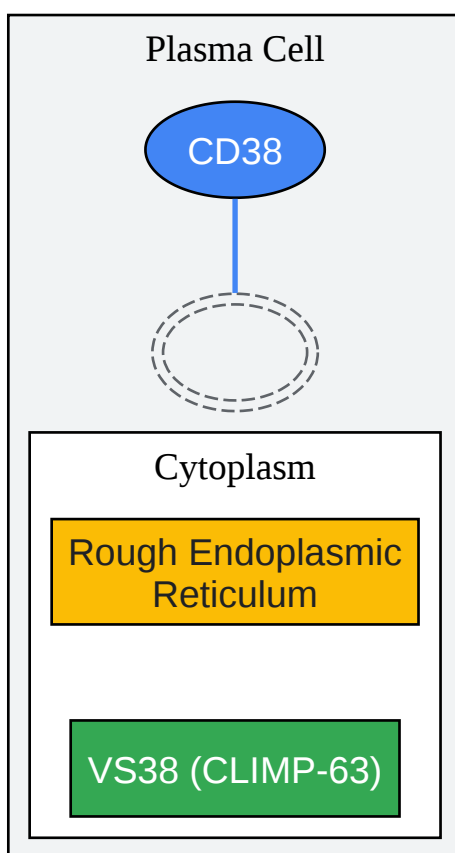 Plasma Cell
CD38
Cytoplasm
Rough Endoplasmic
Reticulum
VS38 (CLIMP-63)